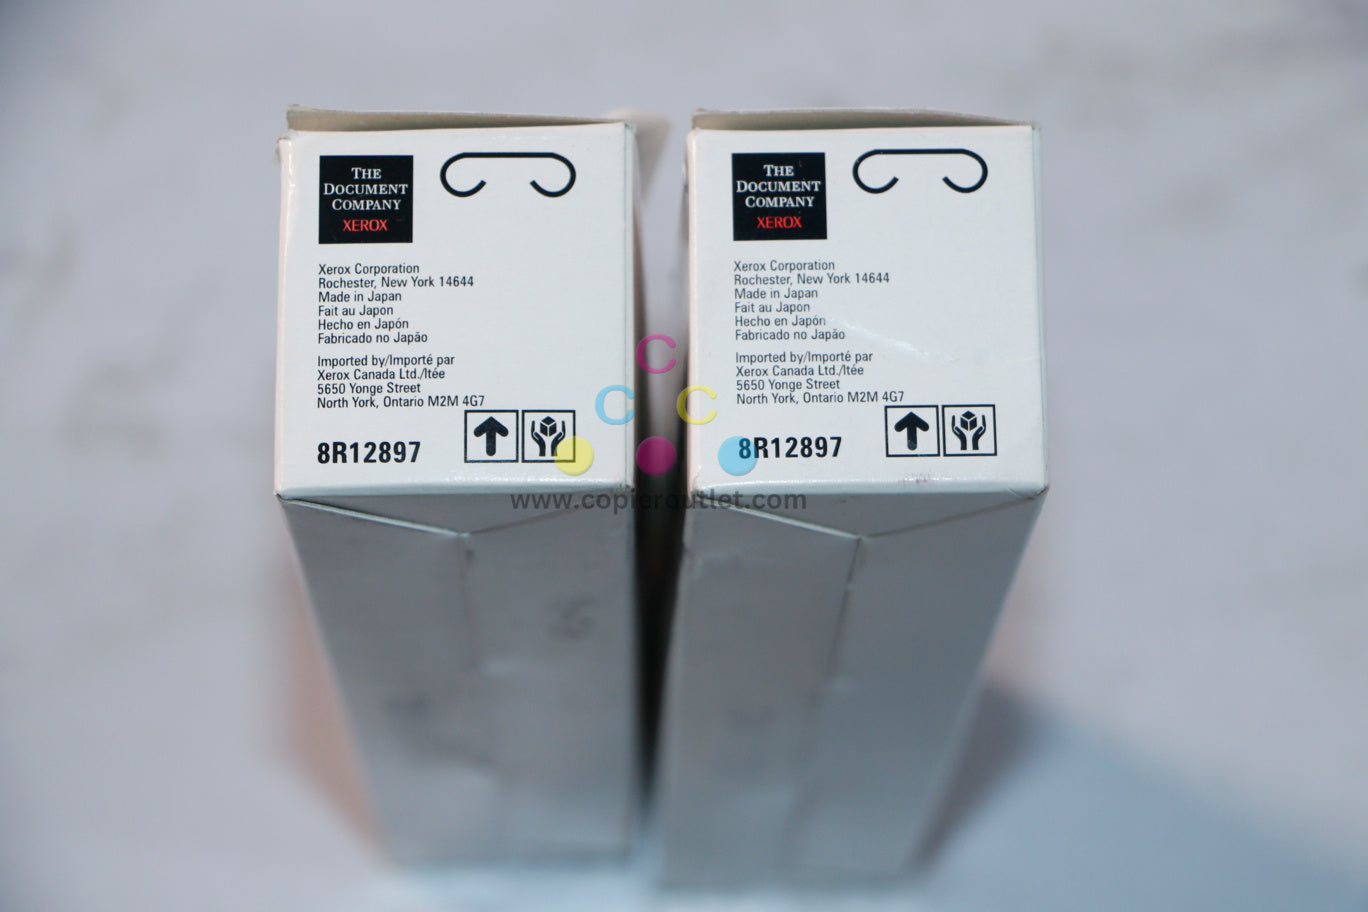 THE
DOCUMENT
COMPANY
XEROX
Xerox Corporation
Rochester, New York 14644
Made in Japan
Fait au Japon
Hecho en Japón
Fabricado no Japão
Imported by/Importé par
Xerox Canada Ltd./ltée
5650 Yonge Street
North York, Ontario M2M 4G7
8R12897
THE
DOCUMENT
COMPANY
XEROX
Xerox Corporation
Rochester, New York 14644
Made in Japan
Fait au Japon
Hecho en Japón
Fabricado no Japão
Imported by/Importé par
Xerox Canada Ltd./ltée
5650 Yonge Street
North York, Ontario M2M 4G7
8R12897
C
C C
www.copieroutlet.com